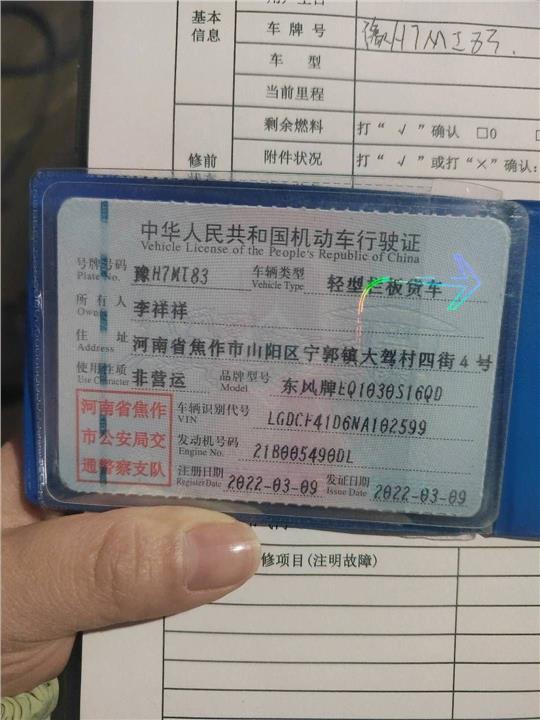 基本
信息
车 牌 号
车 型
当前里程
剩余燃料 打“ √ ”确认 □0
修前
附件状况 打“ √ ”或打“×”确认:
中华人民共和国机动车行驶证
Vehicle License of the People's Republic of China
号牌号码 豫H7M183 车辆类型 轻型栏板货车
Plate No. Vehicle Type
所 有 人 李祥祥
Owner
住 址 河南省焦作市山阳区宁郭镇大驾村四街4号
Address
使用性质 非营运 品牌型号 东风牌EQ1030S16QD
Use Character Model
河南省焦作
市公安局交
通警察支队
车辆识别代号 LGDCF41D6NA102599
VIN
发动机号码 21B005490DL
Engine No.
注册日期 2022-03-09 发证日期 2022-03-09
Register Date Issue Date
修项目(注明故障)